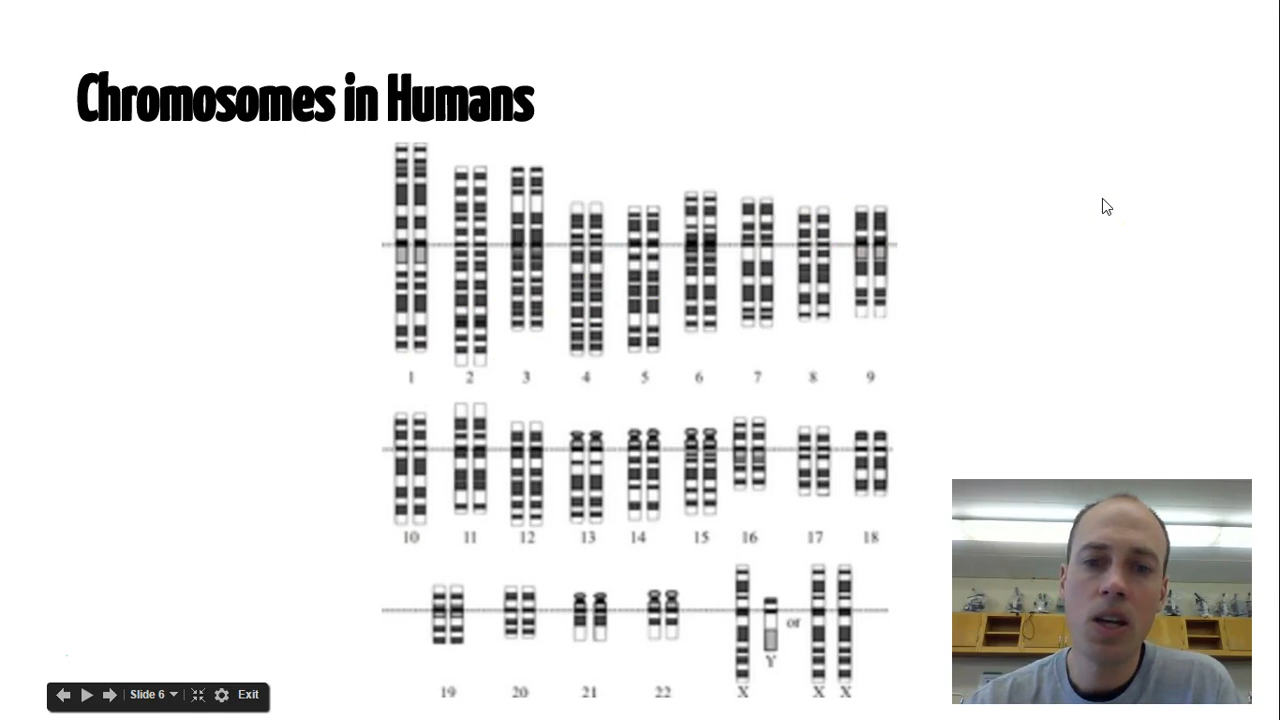 Chromosomes in Humans
1 2 3 4 5 6 7 8 9
10 11 12 13 14 15 16 17 18
or
Y
19 20 21 22 X X X
Slide 6 Exit